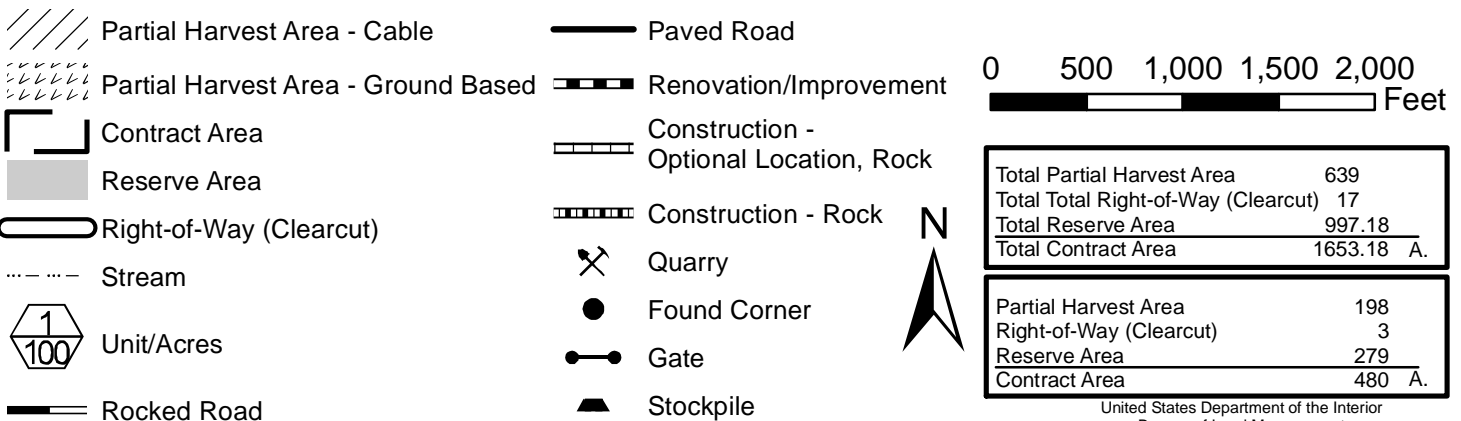 Partial Harvest Area - Cable
Partial Harvest Area - Ground Based
Contract Area
Reserve Area
Right-of-Way (Clearcut)
Stream
1
100
Unit/Acres
Rocked Road
Paved Road
Renovation/Improvement
Construction -
Optional Location, Rock
Construction - Rock
Quarry
Found Corner
Gate
Stockpile
N
0 500 1,000 1,500 2,000
Feet
Total Partial Harvest Area 639
Total Total Right-of-Way (Clearcut) 17
Total Reserve Area 997.18
Total Contract Area 1653.18 A.
Partial Harvest Area 198
Right-of-Way (Clearcut) 3
Reserve Area 279
Contract Area 480 A.
United States Department of the Interior